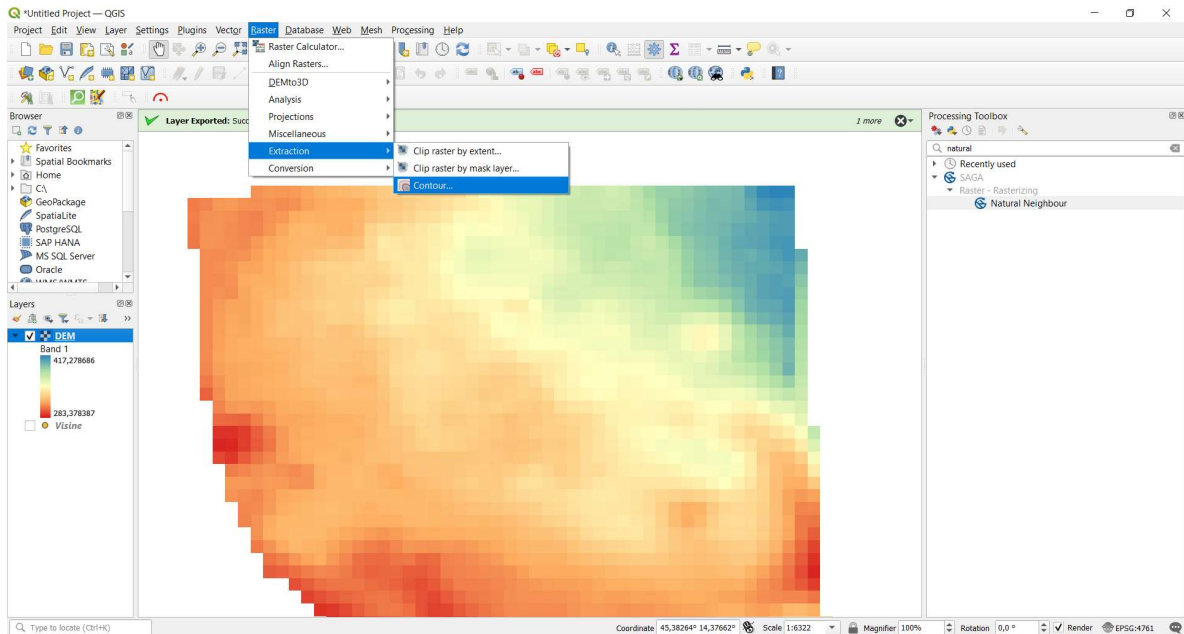 *Untitled Project — QGIS
Project Edit View Layer Settings Plugins Vector Raster Database Web Mesh Processing Help
Raster Calculator...
Align Rasters...
DEMto3D
Analysis
Projections
Miscellaneous
Extraction
Conversion
Clip raster by extent...
Clip raster by mask layer...
Contour...
Browser
Favorites
Spatial Bookmarks
Home
C:\
GeoPackage
SpatiaLite
PostgreSQL
SAP HANA
MS SQL Server
Oracle
Layer Exported: Succ
1 more
Processing Toolbox
natural
Recently used
SAGA
Raster - Rasterizing
Natural Neighbour
Layers
DEM
Band 1
417,278686
283,378387
Visine
Type to locate (Ctrl+K)
Coordinate 45,38264° 14,37662° Scale 1:6322 Magnifier 100% Rotation 0,0 ° Render EPSG:4761